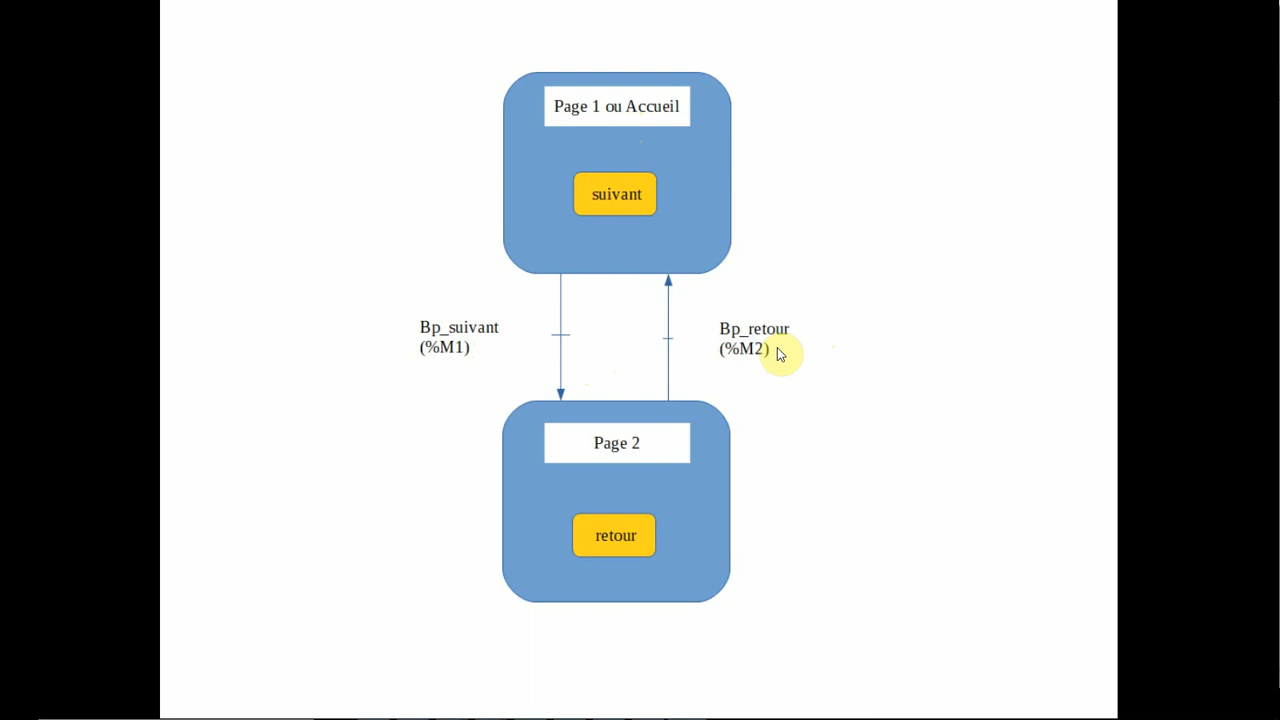 Page 1 ou Accueil
suivant
Bp_suivant
(%M1)
Bp_retour
(%M2)
Page 2
retour